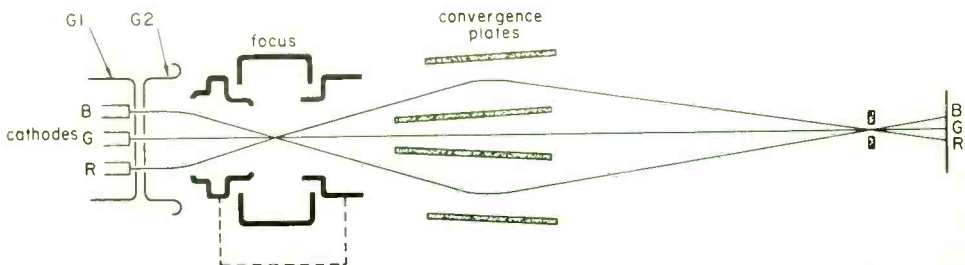 G1
G2
focus
convergence
plates
B
cathodes G
R
B
G
R